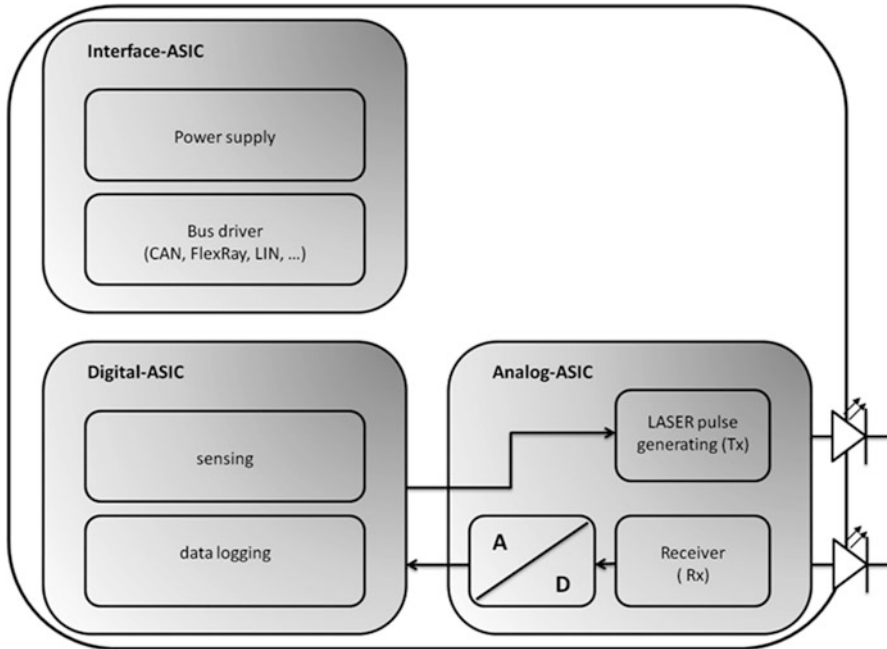 Interface-ASIC
Power supply
Bus driver
(CAN, FlexRay, LIN, ...)
Digital-ASIC
sensing
data logging
Analog-ASIC
LASER pulse
generating (Tx)
A
D
Receiver
( Rx)